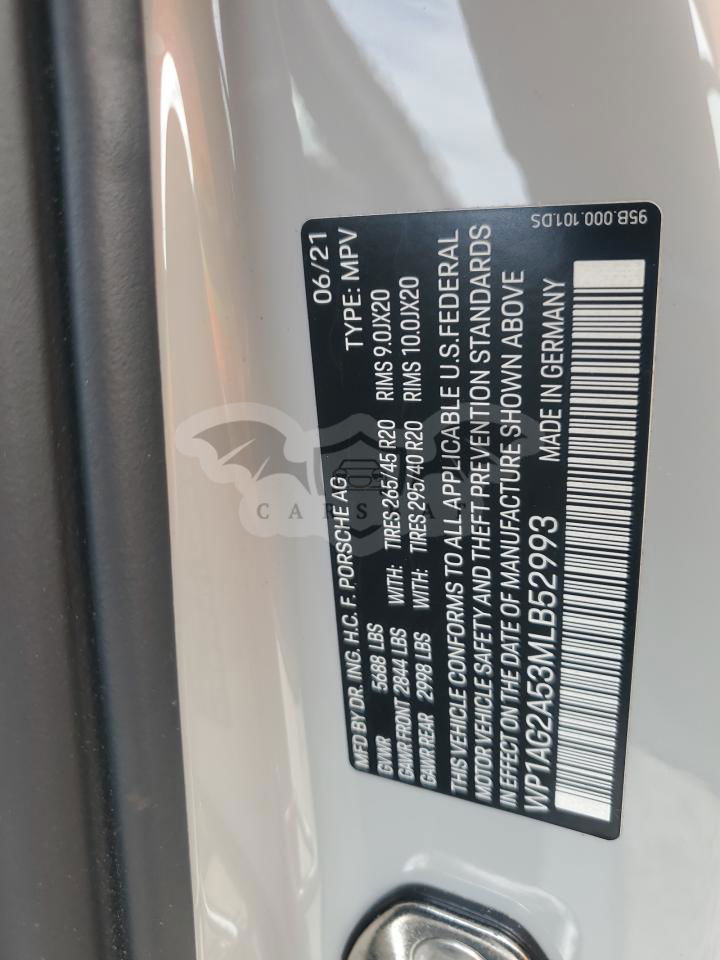 MFD BY DR. ING. H.C. F. PORSCHE AG 06/21
GVWR 5688 LBS TYPE: MPV
GAWR FRONT 2844 LBS WITH: TIRES 265/45 R20 RIMS 9.0JX20
GAWR REAR 2998 LBS WITH: TIRES 295/40 R20 RIMS 10.0JX20
THIS VEHICLE CONFORMS TO ALL APPLICABLE U.S.FEDERAL
MOTOR VEHICLE SAFETY AND THEFT PREVENTION STANDARDS
IN EFFECT ON THE DATE OF MANUFACTURE SHOWN ABOVE
WP1AG2A53MLB52993 MADE IN GERMANY
95B.000.101.DS